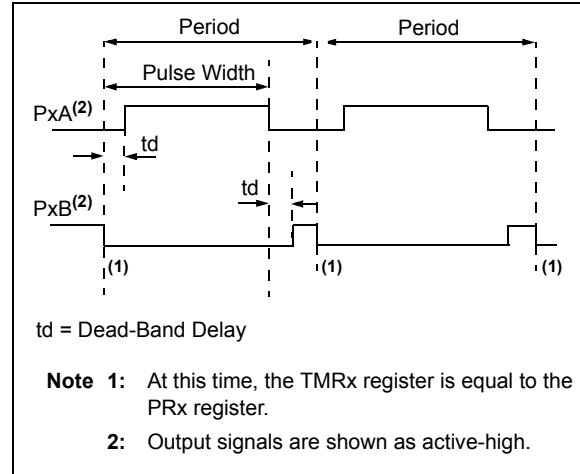 Period Period
Pulse Width
PxA(2)
td
td
PxB(2)
(1) (1) (1)
td = Dead-Band Delay
Note 1: At this time, the TMRx register is equal to the
PRx register.
2: Output signals are shown as active-high.